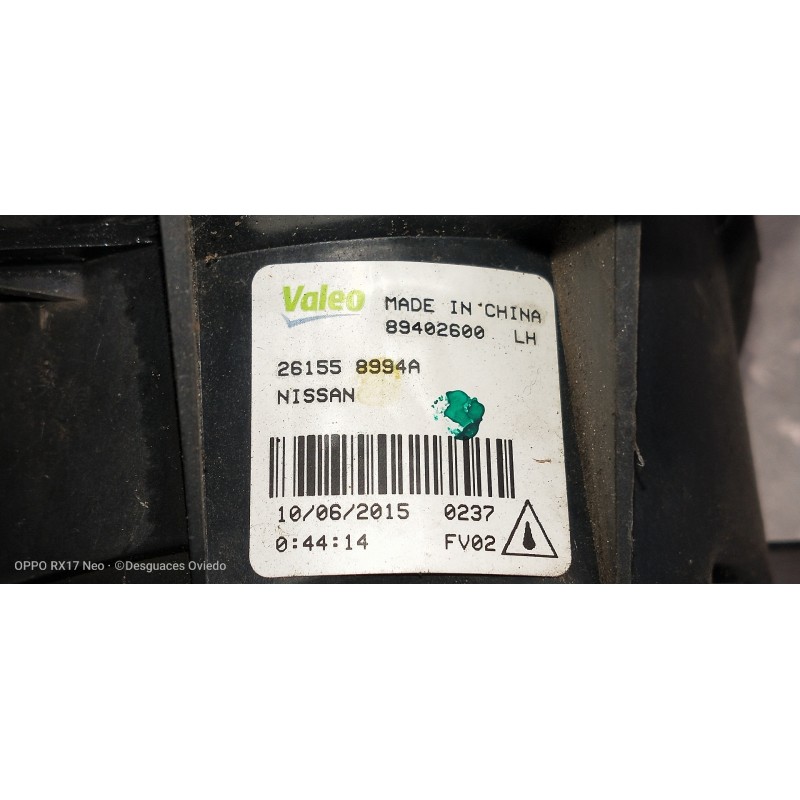 Valeo MADE IN CHINA
89402600 LH
26155 8994A
NISSAN
10/06/2015 0237
0:44:14 FV02
OPPO RX17 Neo · ©Desguaces Oviedo